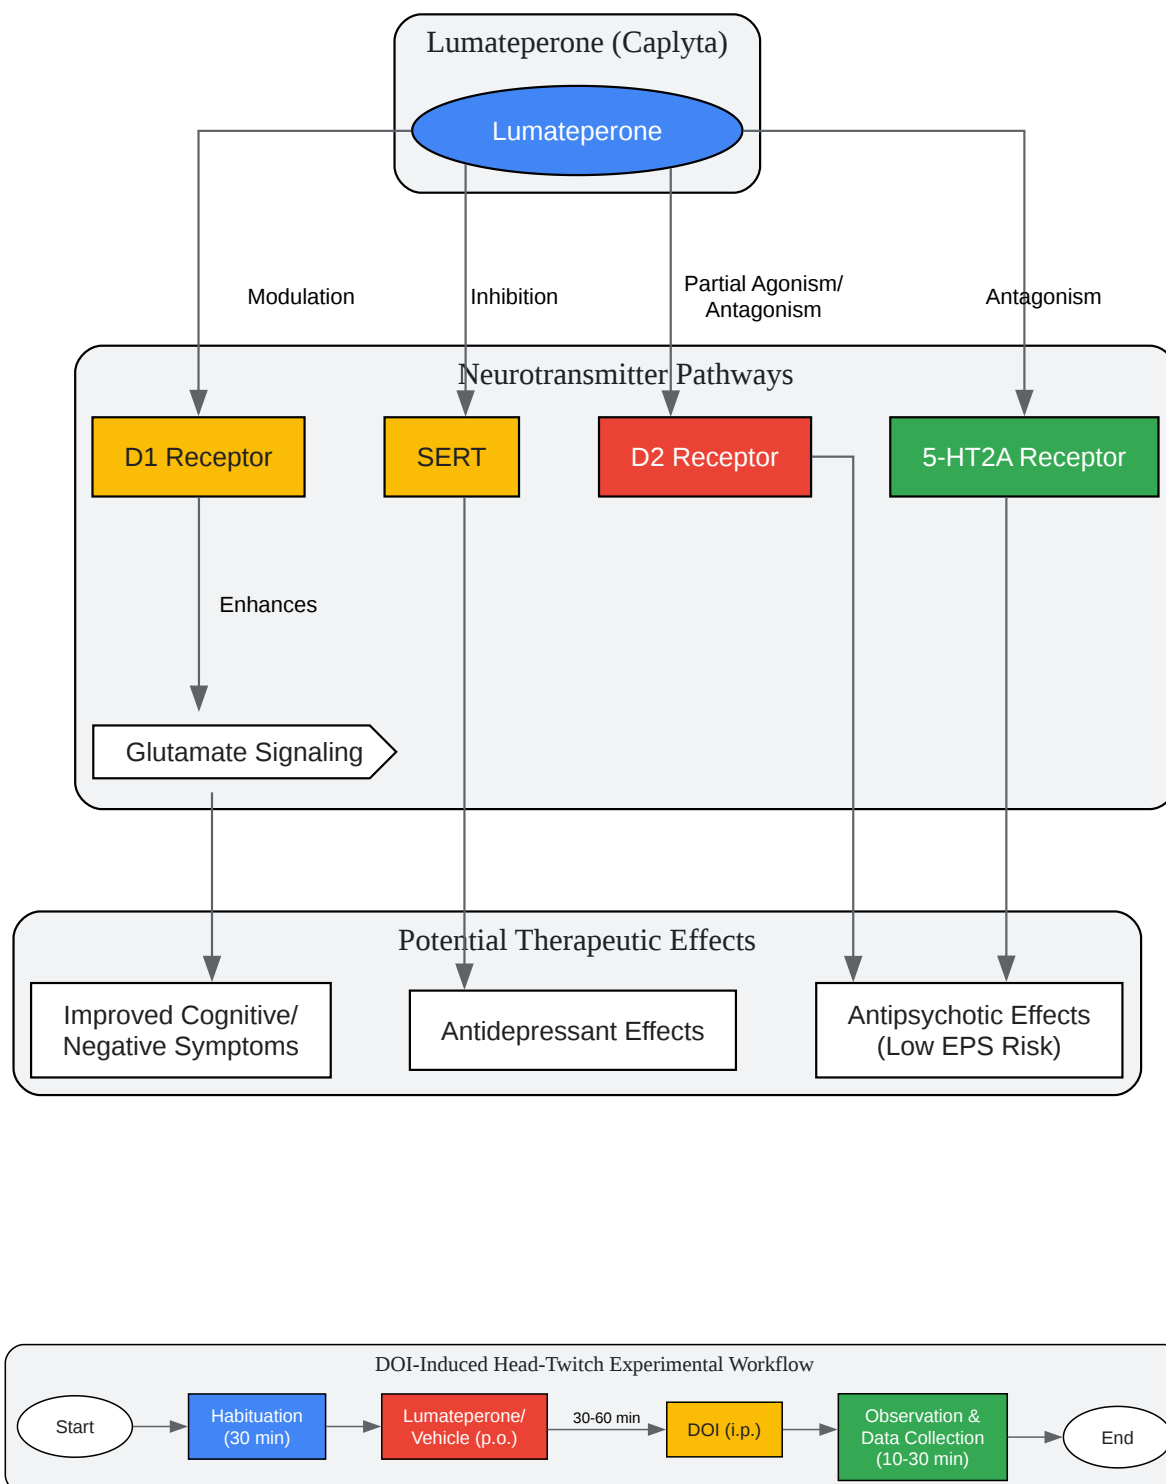 Lumateperone (Caplyta)
Lumateperone
Modulation
Inhibition
Partial Agonism/
Antagonism
Antagonism
Neurotransmitter Pathways
D1 Receptor
SERT
D2 Receptor
5-HT2A Receptor
Enhances
Glutamate Signaling
Potential Therapeutic Effects
Improved Cognitive/
Negative Symptoms
Antidepressant Effects
Antipsychotic Effects
(Low EPS Risk)
DOI-Induced Head-Twitch Experimental Workflow
Start
Habituation
(30 min)
Lumateperone/
Vehicle (p.o.)
30-60 min
DOI (i.p.)
Observation &
Data Collection
(10-30 min)
End